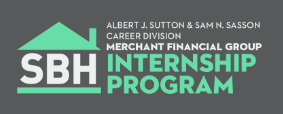 ALBERT J. SUTTON & SAM N. SASSON
CAREER DIVISION
MERCHANT FINANCIAL GROUP
SBH INTERNSHIP
PROGRAM